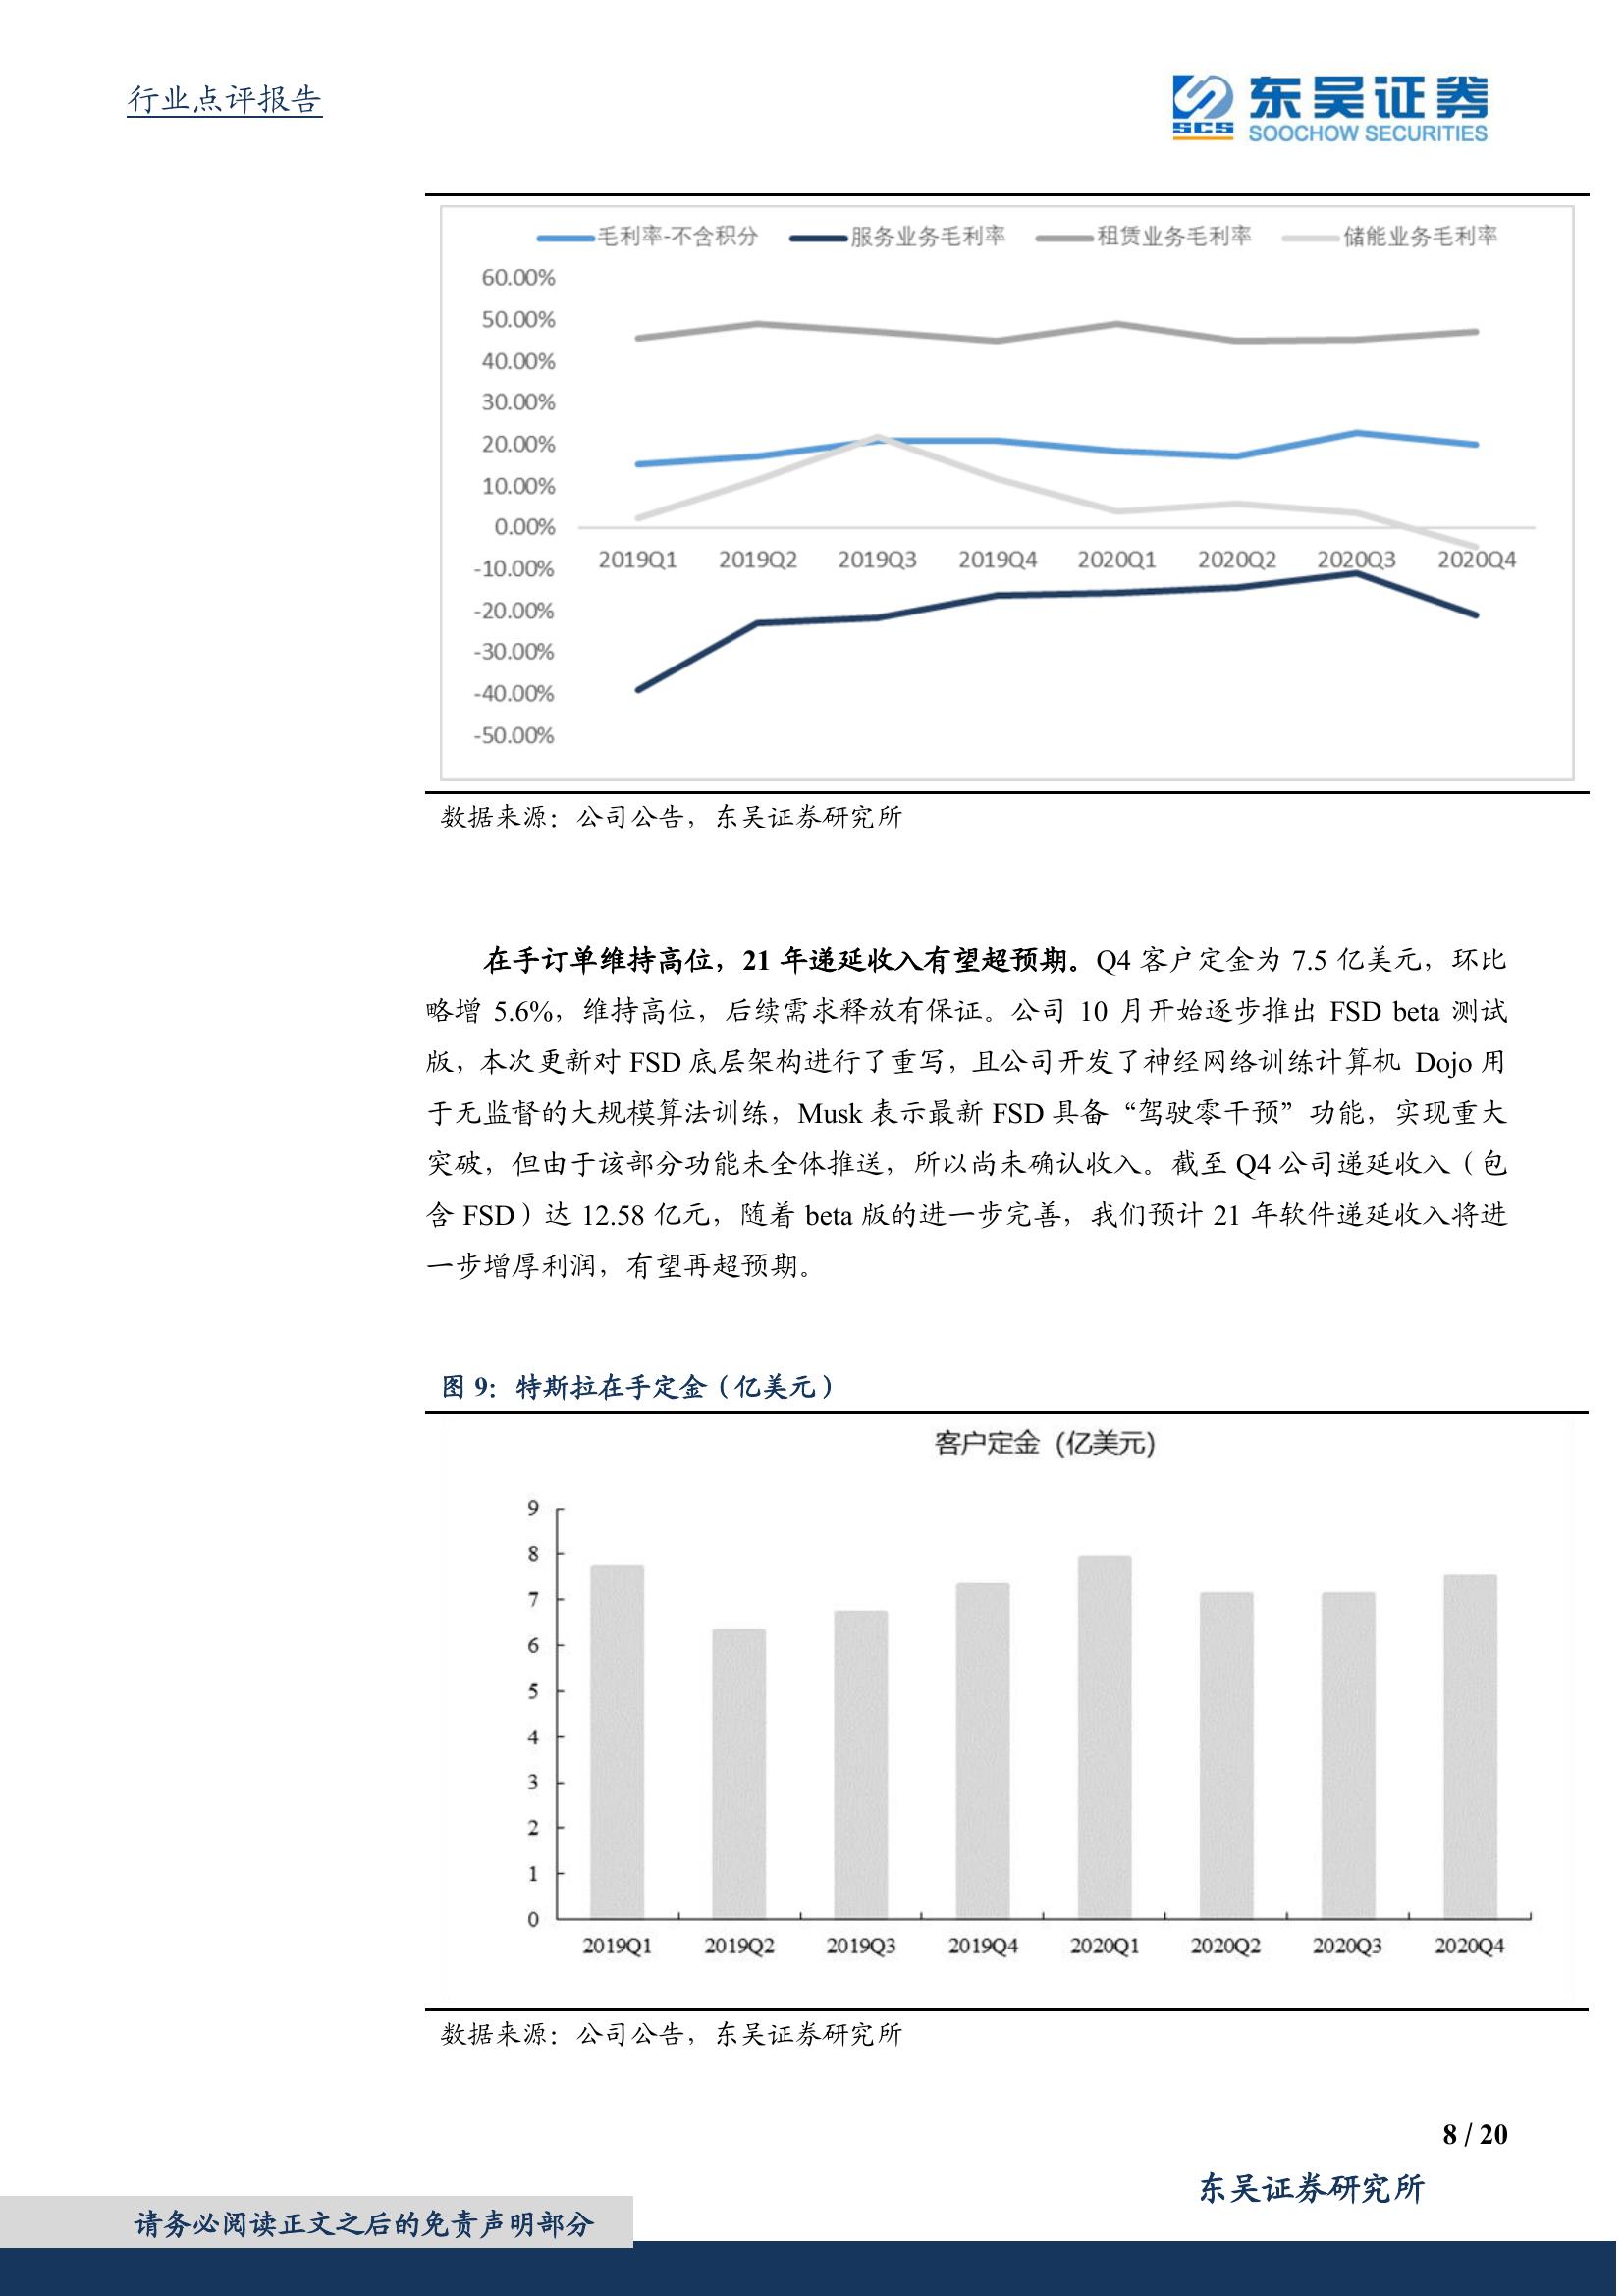 行业点评报告
东吴证券
SCS
SOOCHOW SECURITIES
毛利率-不含积分 服务业务毛利率 租赁业务毛利率 储能业务毛利率
60.00%
50.00%
40.00%
30.00%
20.00%
10.00%
0.00%
2019Q1 2019Q2 2019Q3 2019Q4 2020Q1 2020Q2 2020Q3 2020Q4
-10.00%
-20.00%
-30.00%
-40.00%
-50.00%
数据来源：公司公告，东吴证券研究所
在手订单维持高位，21 年递延收入有望超预期。Q4 客户定金为 7.5 亿美元，环比
略增 5.6%，维持高位，后续需求释放有保证。公司 10 月开始逐步推出 FSD beta 测试
版，本次更新对 FSD 底层架构进行了重写，且公司开发了神经网络训练计算机 Dojo 用
于无监督的大规模算法训练，Musk 表示最新 FSD 具备“驾驶零干预”功能，实现重大
突破，但由于该部分功能未全体推送，所以尚未确认收入。截至 Q4 公司递延收入（包
含 FSD）达 12.58 亿元，随着 beta 版的进一步完善，我们预计 21 年软件递延收入将进
一步增厚利润，有望再超预期。
图 9：特斯拉在手定金（亿美元）
客户定金 (亿美元)
9
8
7
6
5
4
3
2
1
0
2019Q1 2019Q2 2019Q3 2019Q4 2020Q1 2020Q2 2020Q3 2020Q4
数据来源：公司公告，东吴证券研究所
8 / 20
东吴证券研究所
请务必阅读正文之后的免责声明部分